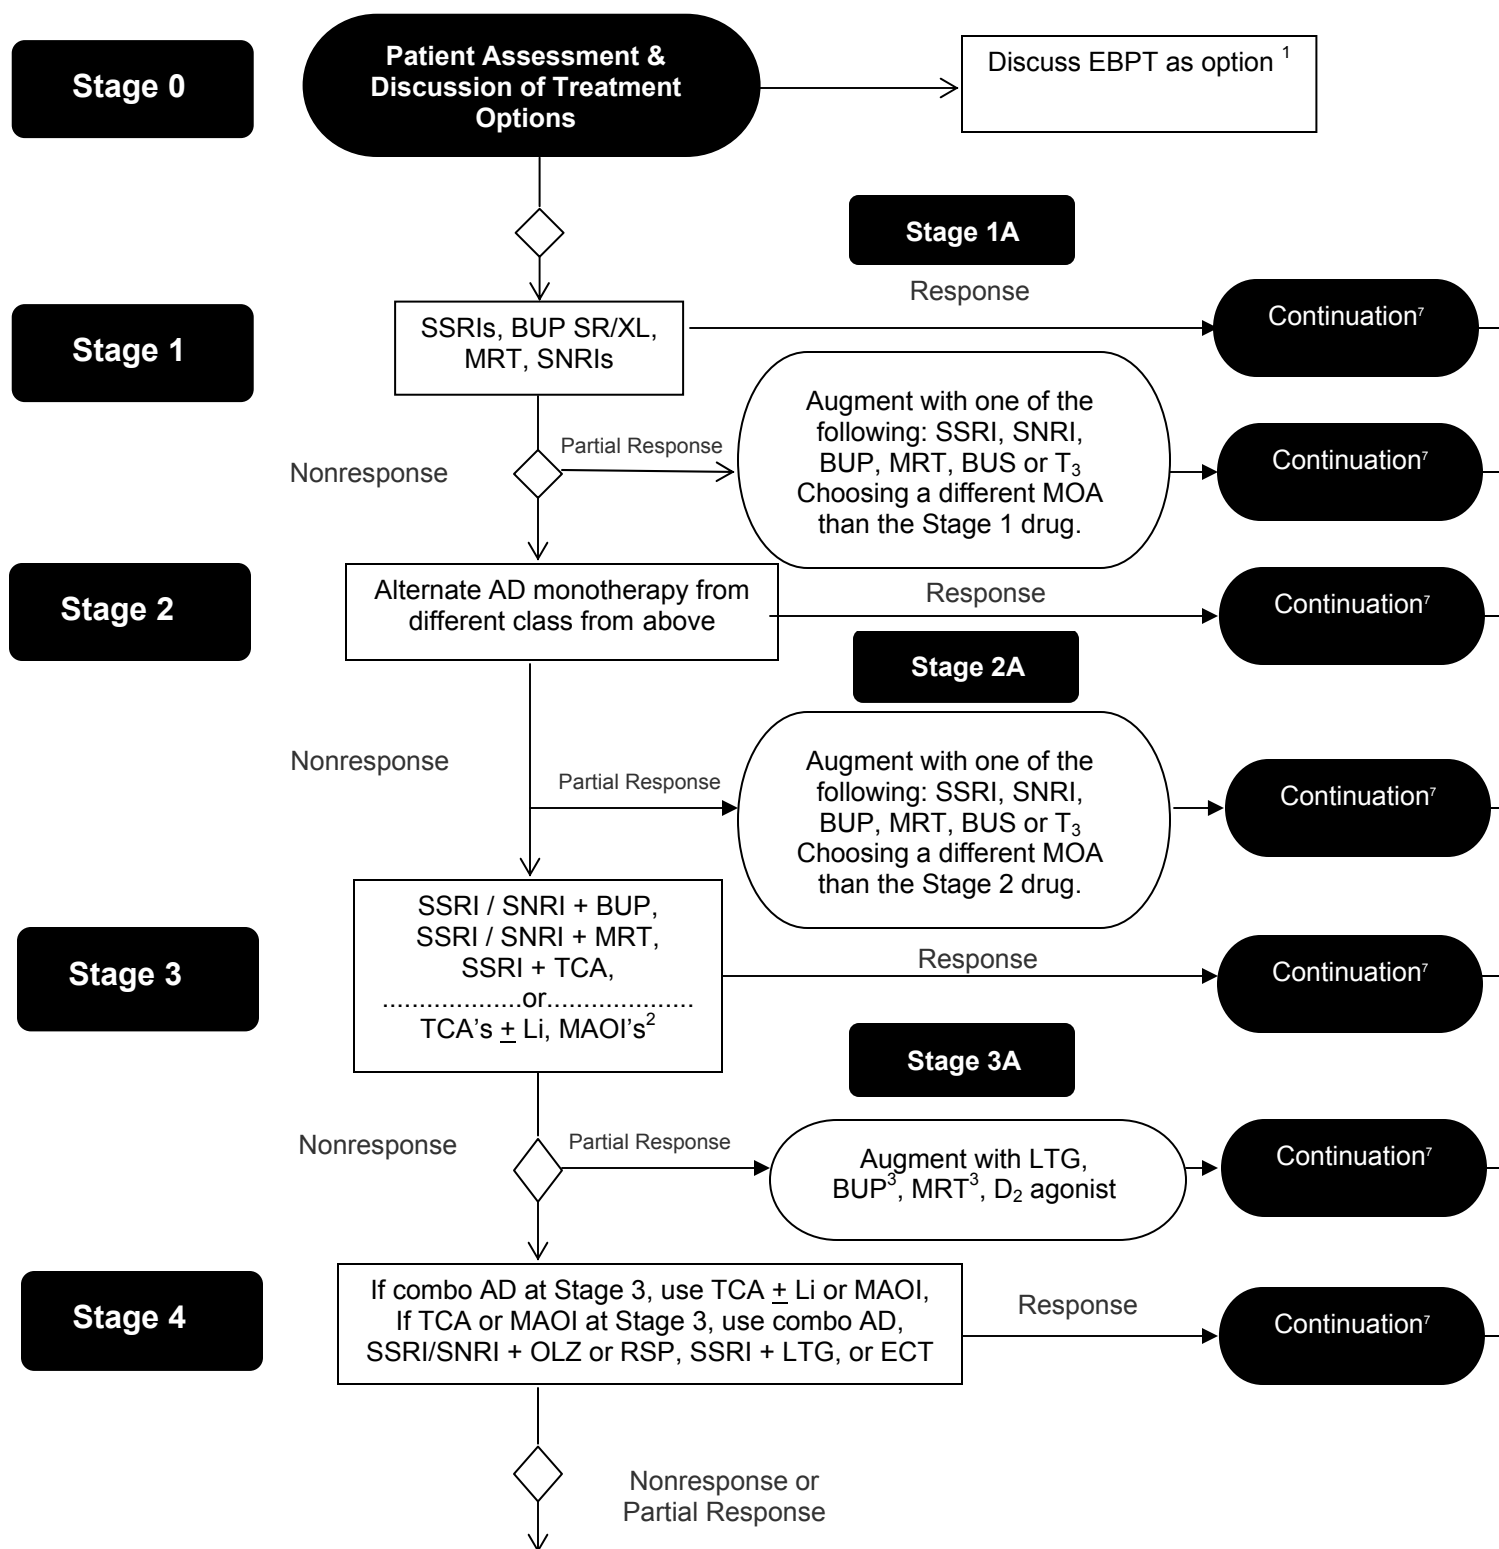 Stage 0
Patient Assessment &
Discussion of Treatment
Options
Discuss EBPT as option 1
Stage 1A
Response
Stage 1
SSRIs, BUP SR/XL,
MRT, SNRIs
Continuation7
Nonresponse
Partial Response
Augment with one of the
following: SSRI, SNRI,
BUP, MRT, BUS or T3
Choosing a different MOA
than the Stage 1 drug.
Continuation7
Stage 2
Alternate AD monotherapy from
different class from above
Response
Continuation7
Stage 2A
Nonresponse
Partial Response
Augment with one of the
following: SSRI, SNRI,
BUP, MRT, BUS or T3
Choosing a different MOA
than the Stage 2 drug.
Continuation7
Stage 3
SSRI / SNRI + BUP,
SSRI / SNRI + MRT,
SSRI + TCA,
...................or....................
TCA's + Li, MAOI's2
Response
Continuation7
Stage 3A
Nonresponse
Partial Response
Augment with LTG,
BUP3, MRT3, D2 agonist
Continuation7
Stage 4
If combo AD at Stage 3, use TCA + Li or MAOI,
If TCA or MAOI at Stage 3, use combo AD,
SSRI/SNRI + OLZ or RSP, SSRI + LTG, or ECT
Response
Continuation7
Nonresponse or
Partial Response